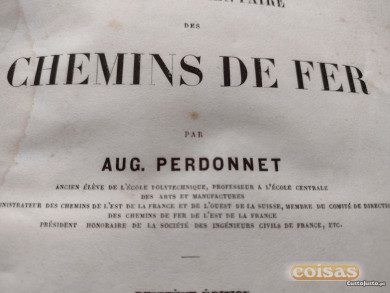 DES
CHEMINS DE FER
PAR
AUG. PERDONNET
ANCIEN ÉLÈVE DE L'ÉCOLE POLYTECHNIQUE, PROFESSEUR A L'ÉCOLE CENTRALE
DES ARTS ET MANUFACTURES
MINISTRATEUR DES CHEMINS DE L'EST DE LA FRANCE ET DE L'OUEST DE LA SUISSE, MEMBRE DU COMITÉ DE DIRECTION
DES CHEMINS DE FER DE L'EST DE LA FRANCE
PRÉSIDENT HONORAIRE DE LA SOCIÉTÉ DES INGÉNIEURS CIVILS DE FRANCE, ETC.
ÉDITION
coisas
CustoJusto.pt